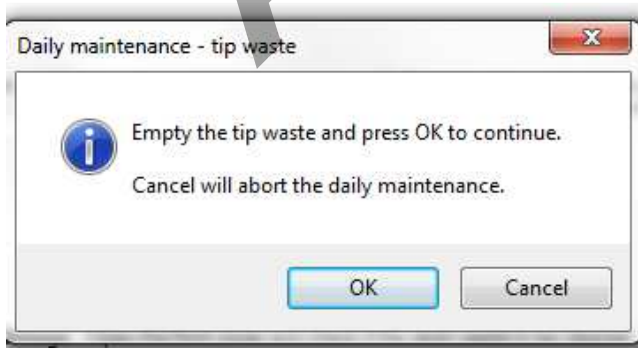 Daily maintenance - tip waste
Empty the tip waste and press OK to continue.
Cancel will abort the daily maintenance.
OK
Cancel